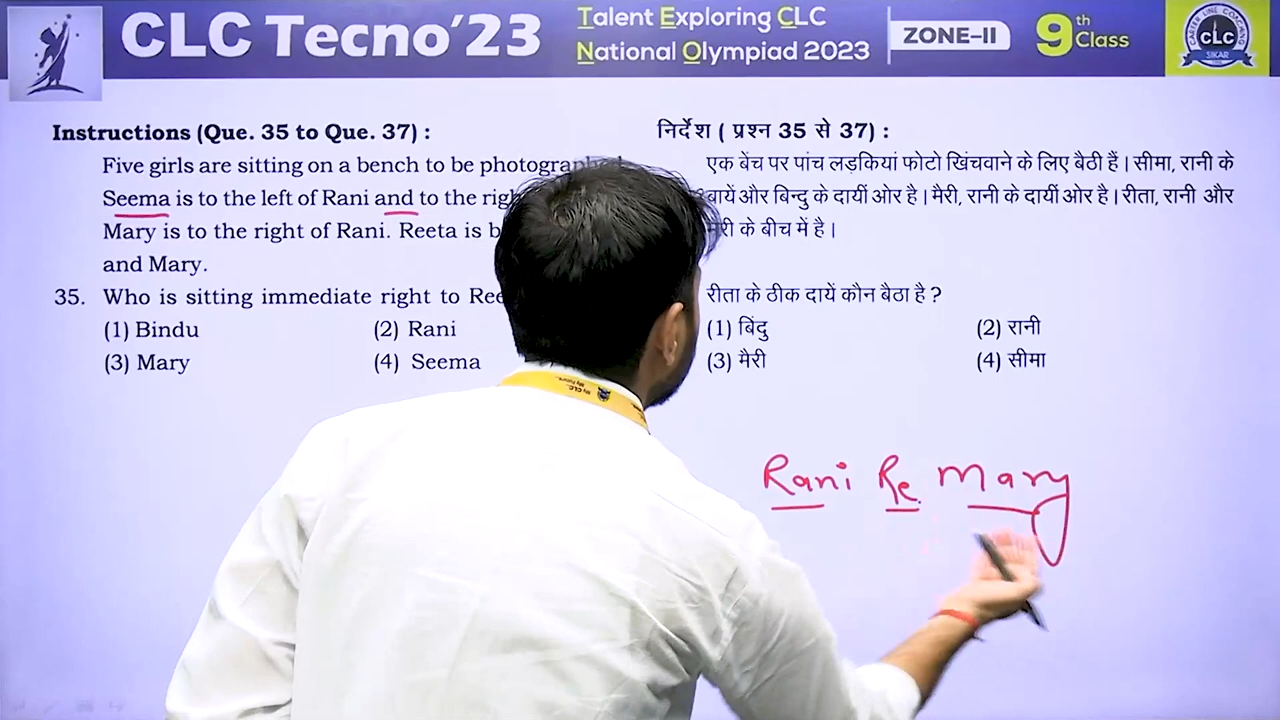 CLC Tecno’23
Talent Exploring CLC
National Olympiad 2023
ZONE–II
9th Class
CLC
SIKAR
Instructions (Que. 35 to Que. 37) :
Five girls are sitting on a bench to be
Seema is to the left of Rani and to the
Mary is to the right of Rani. Reeta is
and Mary.
35. Who is sitting immediate right to
(1) Bindu (2) Rani
(3) Mary (4) Seema
निर्देश ( प्रश्न 35 से 37) :
एक बेंच पर पांच लड़कियां फोटो खिंचवाने के लिए बैठी हैं। सीमा, रानी के
बायें और बिन्दु के दायीं ओर है। मैरी, रानी के दायीं ओर है। रीता, रानी और
के बीच में है।
रीता के ठीक दायें कौन बैठा है ?
(1) बिंदु (2) रानी
(3) मैरी (4) सीमा
Rani Re Mary